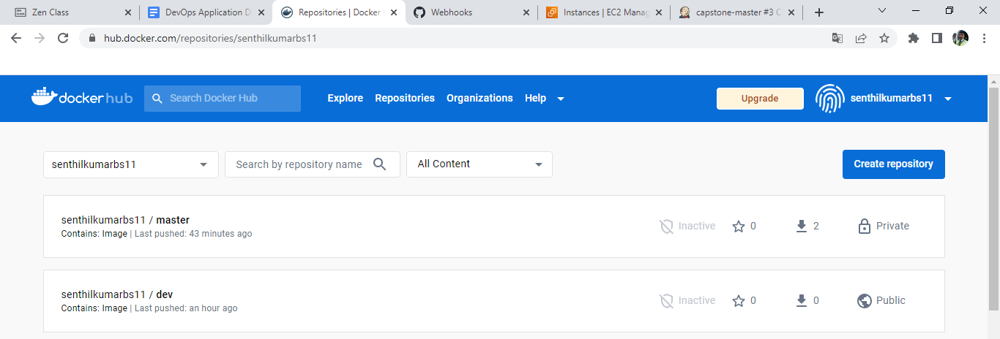 Zen Class
DevOps Application D
Repositories | Docker
Webhooks
Instances | EC2 Manag
capstone-master #3 C
hub.docker.com/repositories/senthilkumarbs11
docker hub
Search Docker Hub
Explore
Repositories
Organizations
Help
Upgrade
senthilkumarbs11
senthilkumarbs11
Search by repository name
All Content
Create repository
senthilkumarbs11 / master
Contains: Image | Last pushed: 43 minutes ago
Inactive
0
2
Private
senthilkumarbs11 / dev
Contains: Image | Last pushed: an hour ago
Inactive
0
0
Public